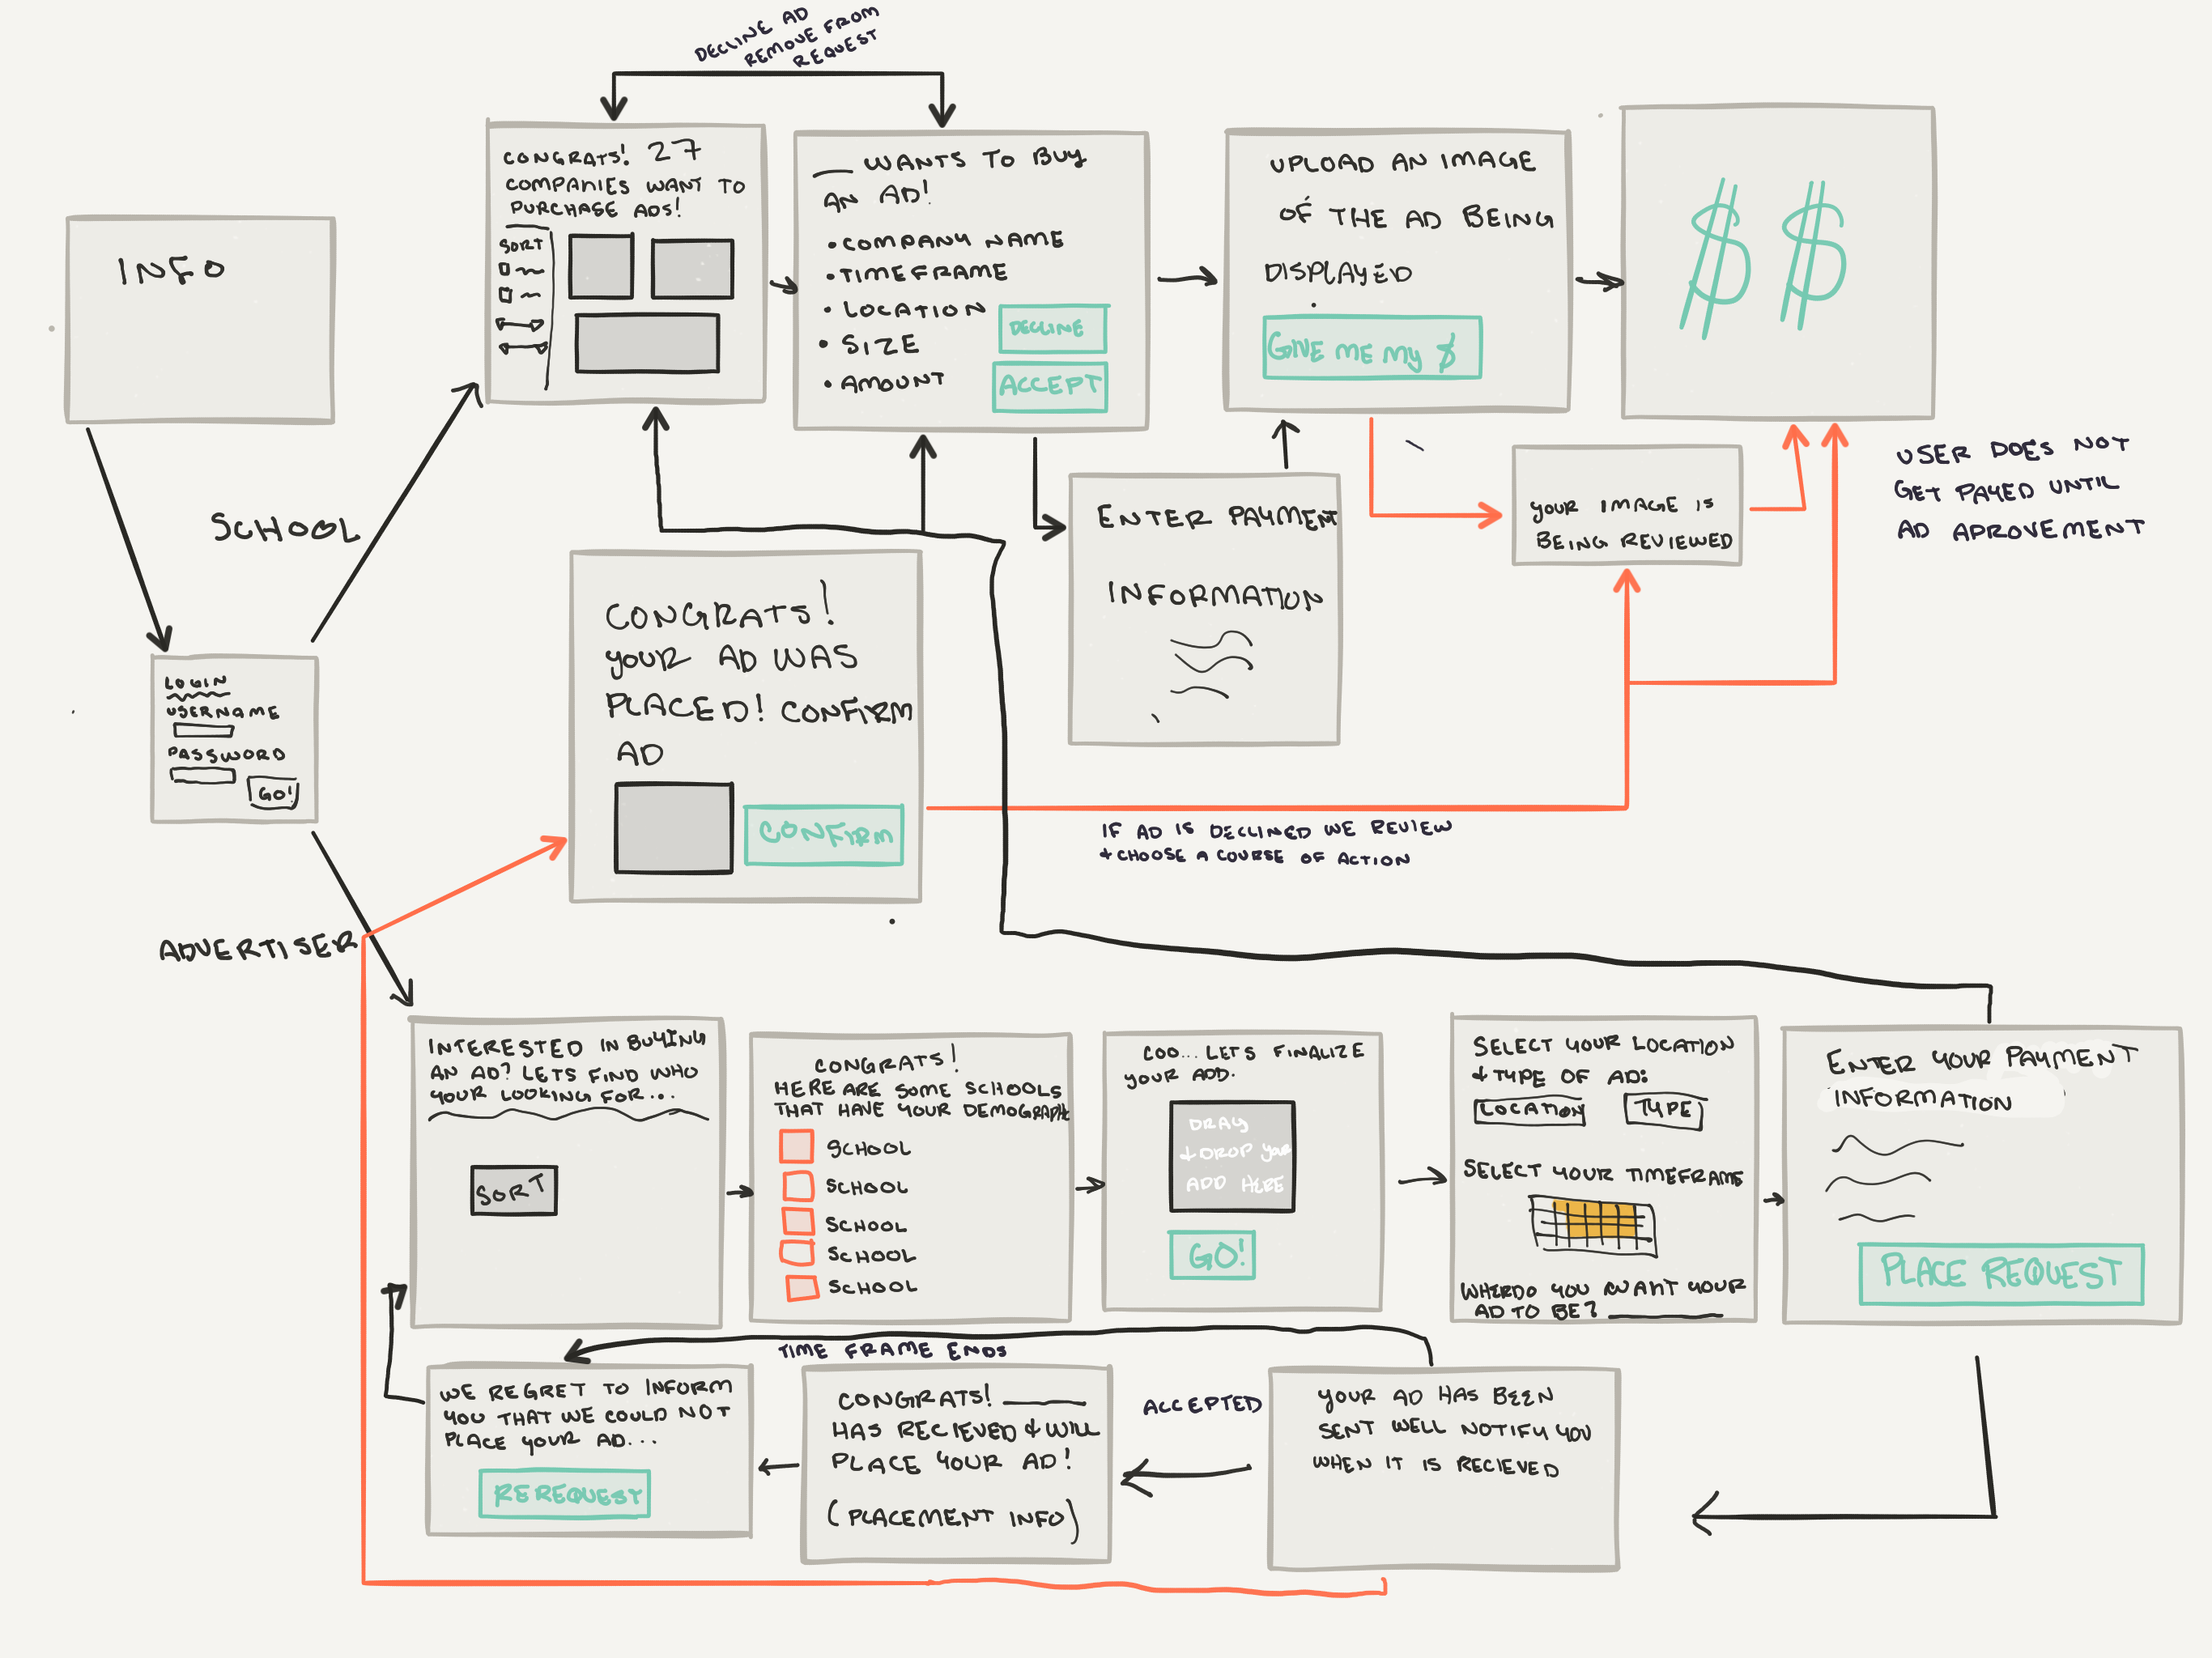 DECLINE AD
REMOVE FROM
REQUEST
INFO
CONGRATS! 27
COMPANIES WANT TO
PURCHASE ADS!
SORT
___ WANTS TO BUY
AN AD!
• COMPANY NAME
• TIMEFRAME
• LOCATION
• SIZE
• AMOUNT
DECLINE
ACCEPT
UPLOAD AN IMAGE
OF THE AD BEING
DISPLAYED
GIVE ME MY $
$ $
SCHOOL
USER DOES NOT
GET PAYED UNTIL
AD APROVEMENT
YOUR IMAGE IS
BEING REVIEWED
ENTER PAYMENT
INFORMATION
CONGRATS!
YOUR AD WAS
PLACED! CONFIRM
AD
CONFIRM
LOGIN
USERNAME
PASSWORD
GO!
IF AD IS DECLINED WE REVIEW
+ CHOOSE A COURSE OF ACTION
ADVERTISER
INTERESTED IN BUYING
AN AD? LETS FIND WHO
YOUR LOOKING FOR...
SORT
CONGRATS!
HERE ARE SOME SCHOOLS
THAT HAVE YOUR DEMOGRAPH
SCHOOL
SCHOOL
SCHOOL
SCHOOL
SCHOOL
COO... LETS FINALIZE
YOUR ADD.
DRAY
+ DROP YOUR
ADD HERE
GO!
SELECT YOUR LOCATION
+ TYPE OF AD:
LOCATION
TYPE
SELECT YOUR TIMEFRAME
WHERDO YOU WANT YOUR
AD TO BE? ___
ENTER YOUR PAYMENT
INFORMATION
PLACE REQUEST
TIME FRAME ENDS
WE REGRET TO INFORM
YOU THAT WE COULD NOT
PLACE YOUR AD...
REREQUEST
CONGRATS! ___
HAS RECIEVED + WILL
PLACE YOUR AD!
(PLACEMENT INFO)
ACCEPTED
YOUR AD HAS BEEN
SENT WELL NOTIFY YOU
WHEN IT IS RECIEVED